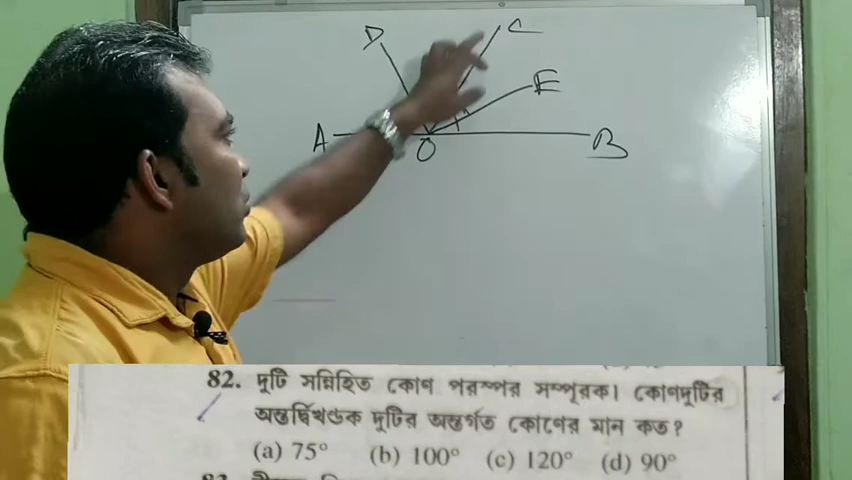 D C
E
A O B
82. দুটি সন্নিহিত কোণ পরস্পর সম্পূরক। কোণদুটির
অন্তর্দ্বিখণ্ডক দুটির অন্তর্গত কোণের মান কত?
(a) 75° (b) 100° (c) 120° (d) 90°